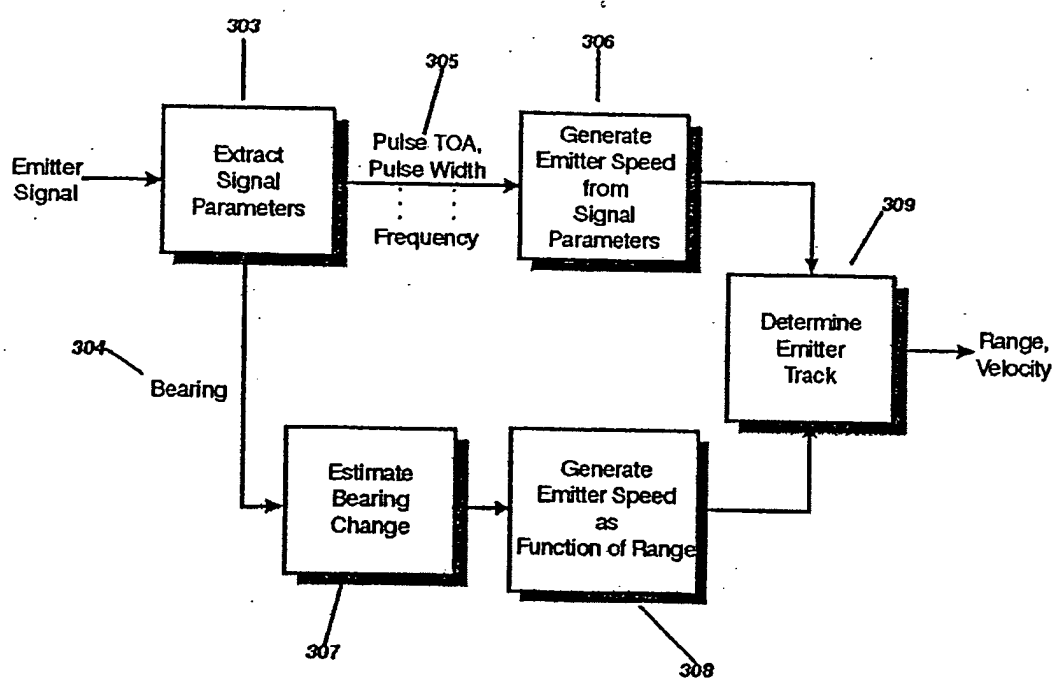 303
306
305
Emitter
Signal
Extract
Signal
Parameters
Pulse TOA,
Pulse Width
Frequency
Generate
Emitter Speed
from
Signal
Parameters
309
Determine
Emitter
Track
Range,
Velocity
304
Bearing
Estimate
Bearing
Change
Generate
Emitter Speed
as
Function of Range
307
308